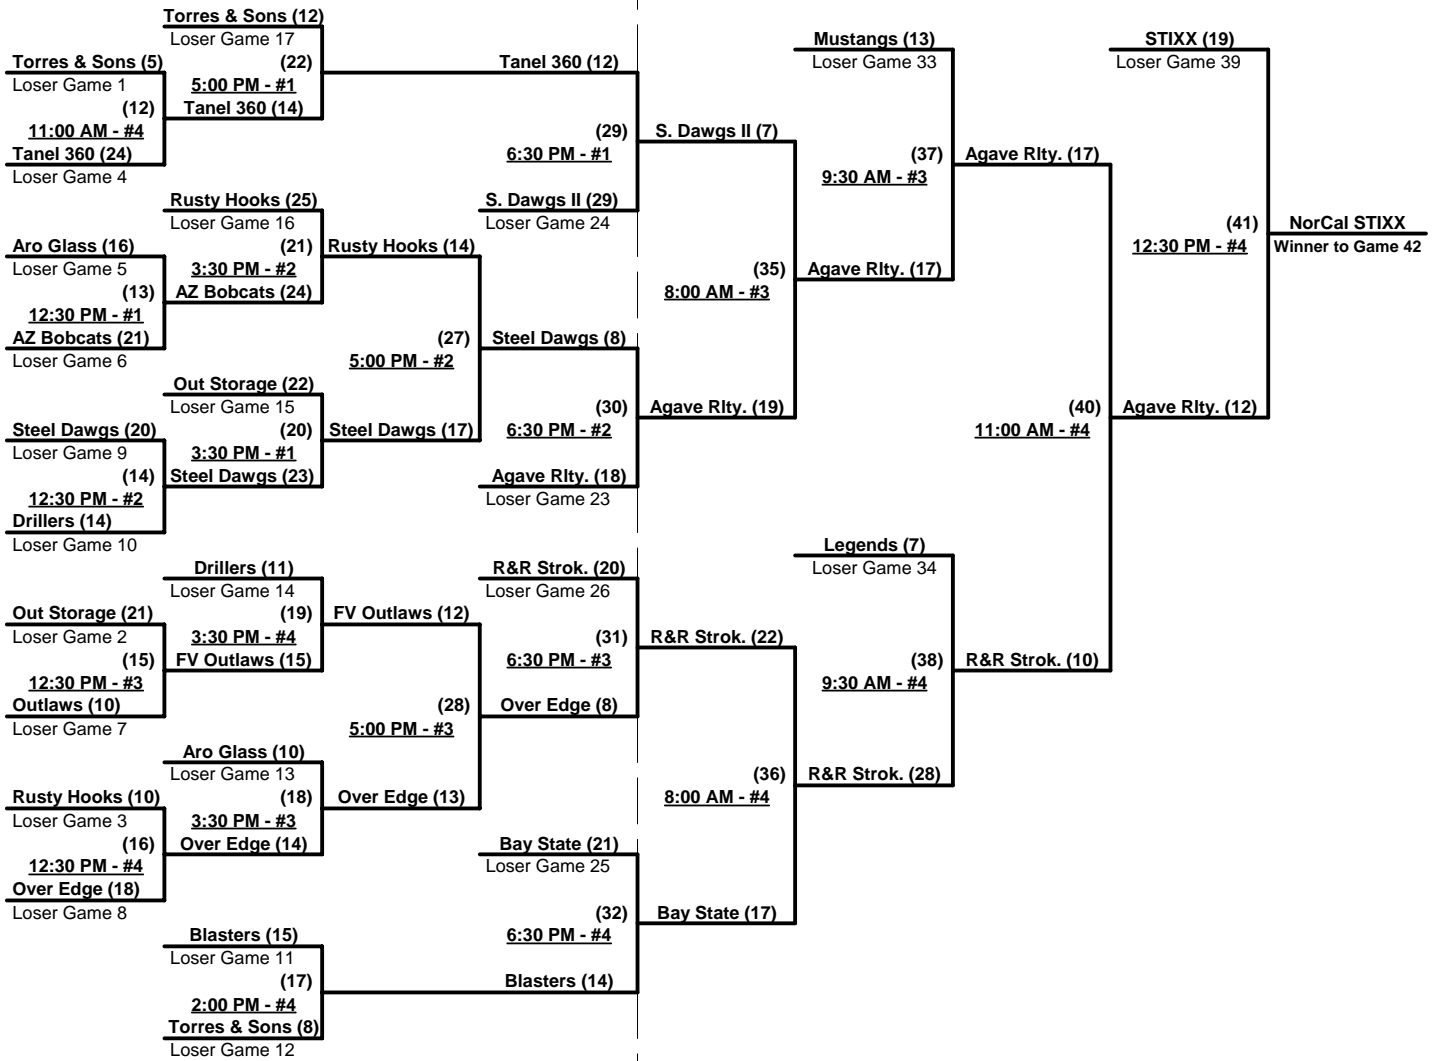 Torres & Sons (12)
Loser Game 17
(22)
5:00 PM - #1
Tanel 360 (14)
Torres & Sons (5)
Loser Game 1
(12)
11:00 AM - #4
Tanel 360 (24)
Loser Game 4
Tanel 360 (12)
(29)
6:30 PM - #1
S. Dawgs II (29)
Loser Game 24
S. Dawgs II (7)
Mustangs (13)
Loser Game 33
(37)
9:30 AM - #3
Agave Rlty. (17)
STIXX (19)
Loser Game 39
(41)
12:30 PM - #4
NorCal STIXX
Winner to Game 42
Rusty Hooks (25)
Loser Game 16
(21)
3:30 PM - #2
AZ Bobcats (24)
Rusty Hooks (14)
Aro Glass (16)
Loser Game 5
(13)
12:30 PM - #1
AZ Bobcats (21)
Loser Game 6
(35)
8:00 AM - #3
Agave Rlty. (17)
(27)
5:00 PM - #2
Steel Dawgs (8)
Out Storage (22)
Loser Game 15
(20)
3:30 PM - #1
Steel Dawgs (23)
Steel Dawgs (17)
Steel Dawgs (20)
Loser Game 9
(14)
12:30 PM - #2
Drillers (14)
Loser Game 10
(30)
6:30 PM - #2
Agave Rlty. (18)
Loser Game 23
Agave Rlty. (19)
(40)
11:00 AM - #4
Agave Rlty. (12)
Drillers (11)
Loser Game 14
(19)
3:30 PM - #4
FV Outlaws (15)
FV Outlaws (12)
Out Storage (21)
Loser Game 2
(15)
12:30 PM - #3
Outlaws (10)
Loser Game 7
R&R Strok. (20)
Loser Game 26
(31)
6:30 PM - #3
Over Edge (8)
R&R Strok. (22)
Legends (7)
Loser Game 34
(38)
9:30 AM - #4
R&R Strok. (10)
(28)
5:00 PM - #3
Aro Glass (10)
Loser Game 13
(18)
3:30 PM - #3
Over Edge (14)
Over Edge (13)
Rusty Hooks (10)
Loser Game 3
(16)
12:30 PM - #4
Over Edge (18)
Loser Game 8
(36)
8:00 AM - #4
R&R Strok. (28)
Bay State (21)
Loser Game 25
(32)
6:30 PM - #4
Bay State (17)
Blasters (15)
Loser Game 11
(17)
2:00 PM - #4
Torres & Sons (8)
Loser Game 12
Blasters (14)